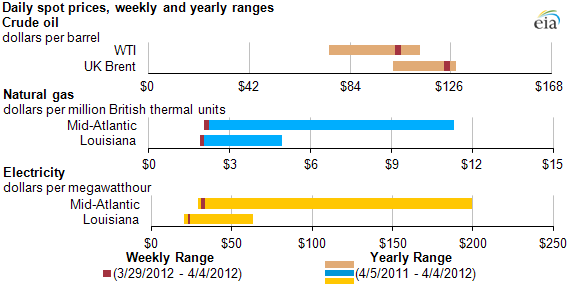 Daily spot prices, weekly and yearly ranges
eia
Crude oil
dollars per barrel
WTI
UK Brent
$0 $42 $84 $126 $168
Natural gas
dollars per million British thermal units
Mid-Atlantic
Louisiana
$0 $3 $6 $9 $12 $15
Electricity
dollars per megawatthour
Mid-Atlantic
Louisiana
$0 $50 $100 $150 $200 $250
Weekly Range Yearly Range
(3/29/2012 - 4/4/2012) (4/5/2011 - 4/4/2012)